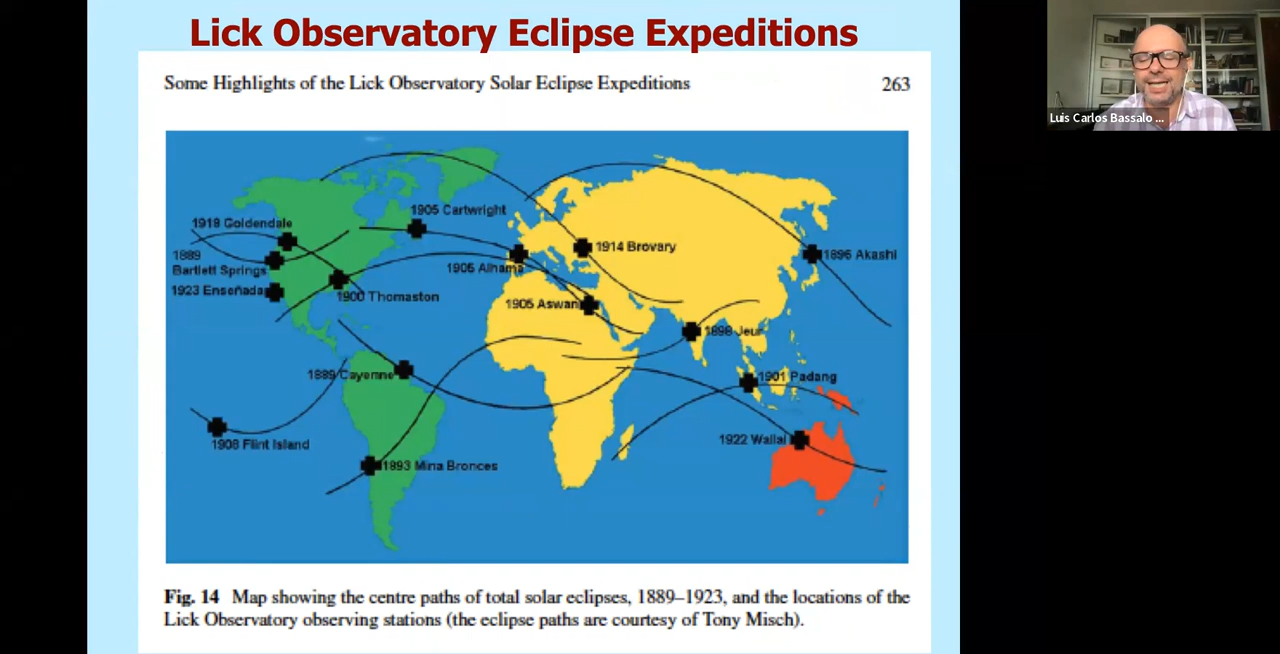 Lick Observatory Eclipse Expeditions
Some Highlights of the Lick Observatory Solar Eclipse Expeditions 263
1905 Cartwright
1918 Goldendale
1914 Brovary
1889
Bartlett Springs
1905 Alhama
1896 Akashi
1923 Enseñada
1900 Thomaston
1905 Aswan
1898 Jeur
1889 Cayenne
1901 Padang
1908 Flint Island
1922 Wallal
1893 Mina Bronces
Fig. 14 Map showing the centre paths of total solar eclipses, 1889–1923, and the locations of the
Lick Observatory observing stations (the eclipse paths are courtesy of Tony Misch).
Luis Carlos Bassalo ...